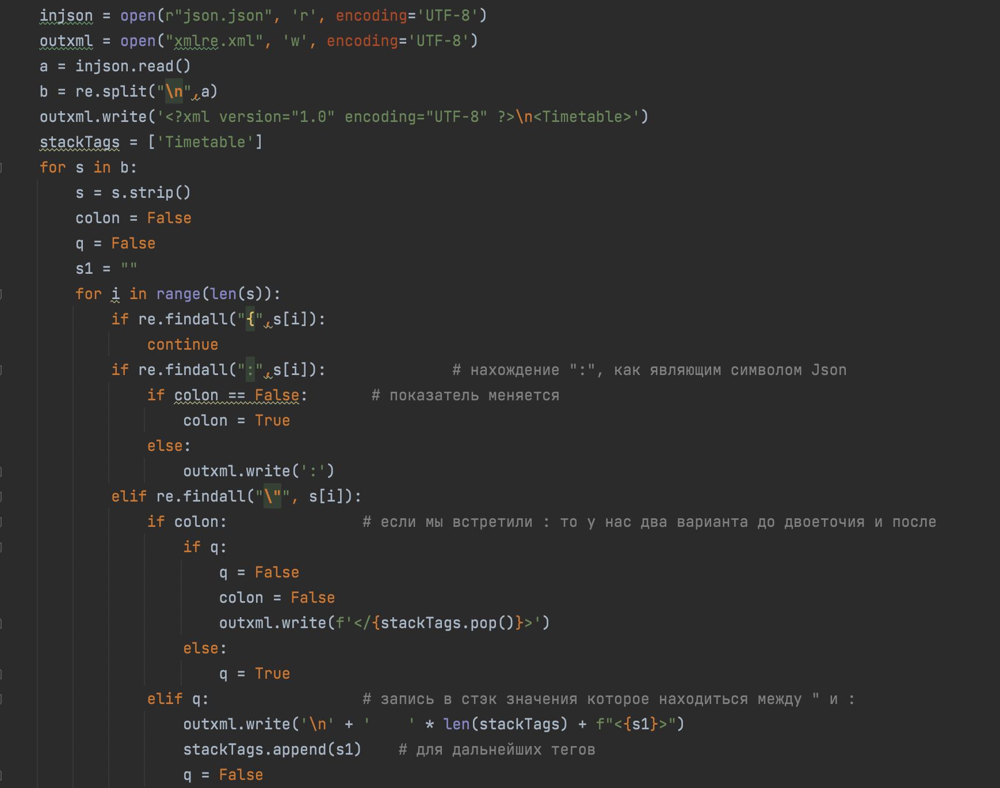 injson = open(r"json.json", 'r', encoding='UTF-8')
outxml = open("xmlre.xml", 'w', encoding='UTF-8')
a = injson.read()
b = re.split("\n",a)
outxml.write('<?xml version="1.0" encoding="UTF-8" ?>\n<Timetable>')
stackTags = ['Timetable']
for s in b:
    s = s.strip()
    colon = False
    q = False
    s1 = ""
    for i in range(len(s)):
        if re.findall("{",s[i]):
            continue
        if re.findall(":",s[i]):              # нахождение ":", как являющим символом Json
            if colon == False:       # показатель меняется
                colon = True
            else:
                outxml.write(':')
        elif re.findall("\"", s[i]):
            if colon:               # если мы встретили : то у нас два варианта до двоеточия и после
                if q:
                    q = False
                    colon = False
                    outxml.write(f'</{stackTags.pop()}>')
                else:
                    q = True
            elif q:                 # запись в стэк значения которое находиться между " и :
                outxml.write('\n' + '    ' * len(stackTags) + f"<{s1}>")
                stackTags.append(s1)    # для дальнейших тегов
                q = False